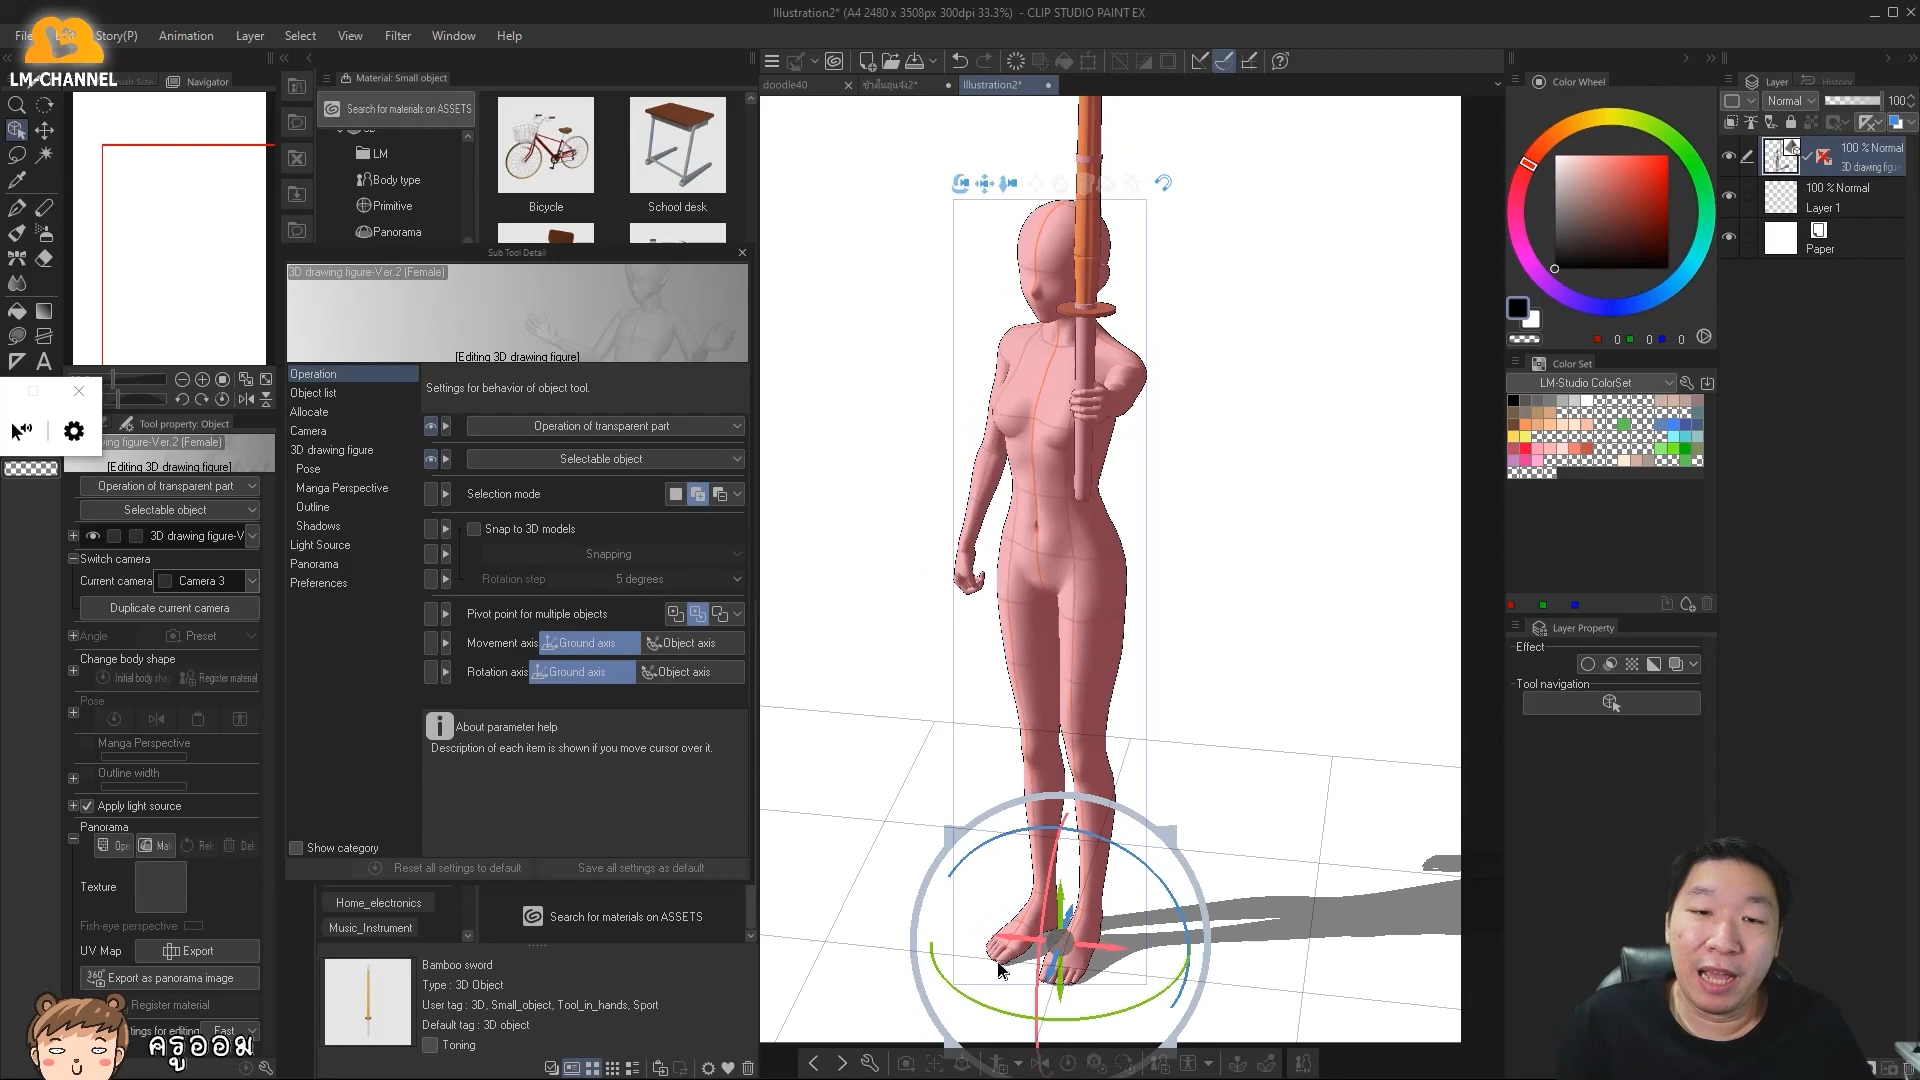 Illustration2* (A4 2480 x 3508px 300dpi 33.3%) - CLIP STUDIO PAINT EX
File
Story(P)
Animation
Layer
Select
View
Filter
Window
Help
LM-CHANNEL
Navigator
Material: Small object
Search for materials on ASSETS
LM
Body type
Primitive
Panorama
Bicycle
School desk
doodle40
Illustration2*
Color Wheel
Layer
History
Normal
100
100 % Normal
3D drawing figur
100 % Normal
Layer 1
Paper
Sub Tool Detail
3D drawing figure-Ver.2 (Female)
[Editing 3D drawing figure]
Operation
Object list
Allocate
Camera
3D drawing figure
Pose
Manga Perspective
Outline
Shadows
Light Source
Panorama
Preferences
Settings for behavior of object tool.
Operation of transparent part
Selectable object
Selection mode
Snap to 3D models
Snapping
Rotation step
5 degrees
Pivot point for multiple objects
Movement axis
Ground axis
Object axis
Rotation axis
Ground axis
Object axis
About parameter help
Description of each item is shown if you move cursor over it.
Show category
Reset all settings to default
Save all settings as default
Tool property: Object
wing figure-Ver.2 (Female)
[Editing 3D drawing figure]
Operation of transparent part
Selectable object
3D drawing figure-V
Switch camera
Current camera
Camera 3
Duplicate current camera
Angle
Preset
Change body shape
Initial body sha
Register material
Pose
Manga Perspective
Outline width
Apply light source
Panorama
Ope
Mat
Re
Del
Texture
Fish-eye perspective
UV Map
Export
Export as panorama image
Register material
tings for editing
East
ครูออม
Home_electronics
Music_Instrument
Search for materials on ASSETS
Bamboo sword
Type : 3D Object
User tag : 3D, Small_object, Tool_in_hands, Sport
Default tag : 3D object
Toning
0
0
0
Color Set
LM-Studio ColorSet
Layer Property
Effect
Tool navigation